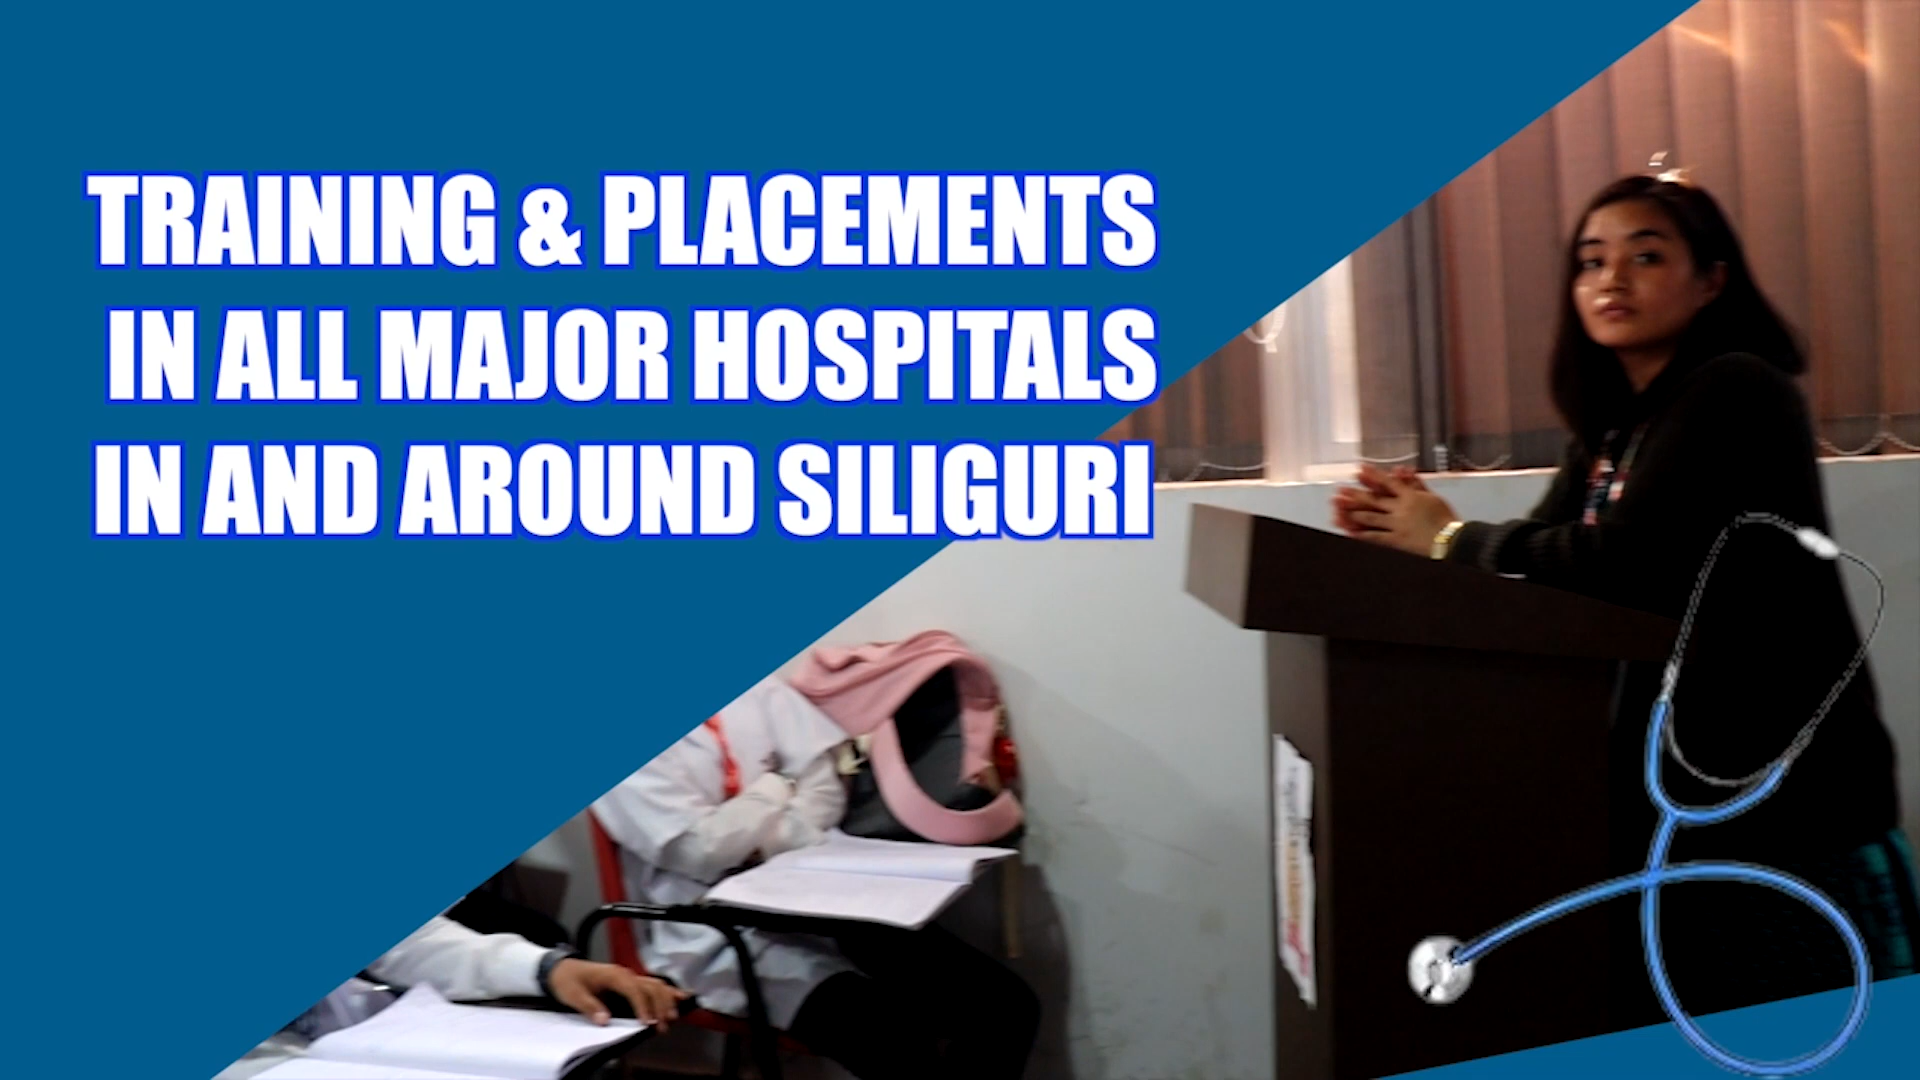 TRAINING & PLACEMENTS
IN ALL MAJOR HOSPITALS
IN AND AROUND SILIGURI